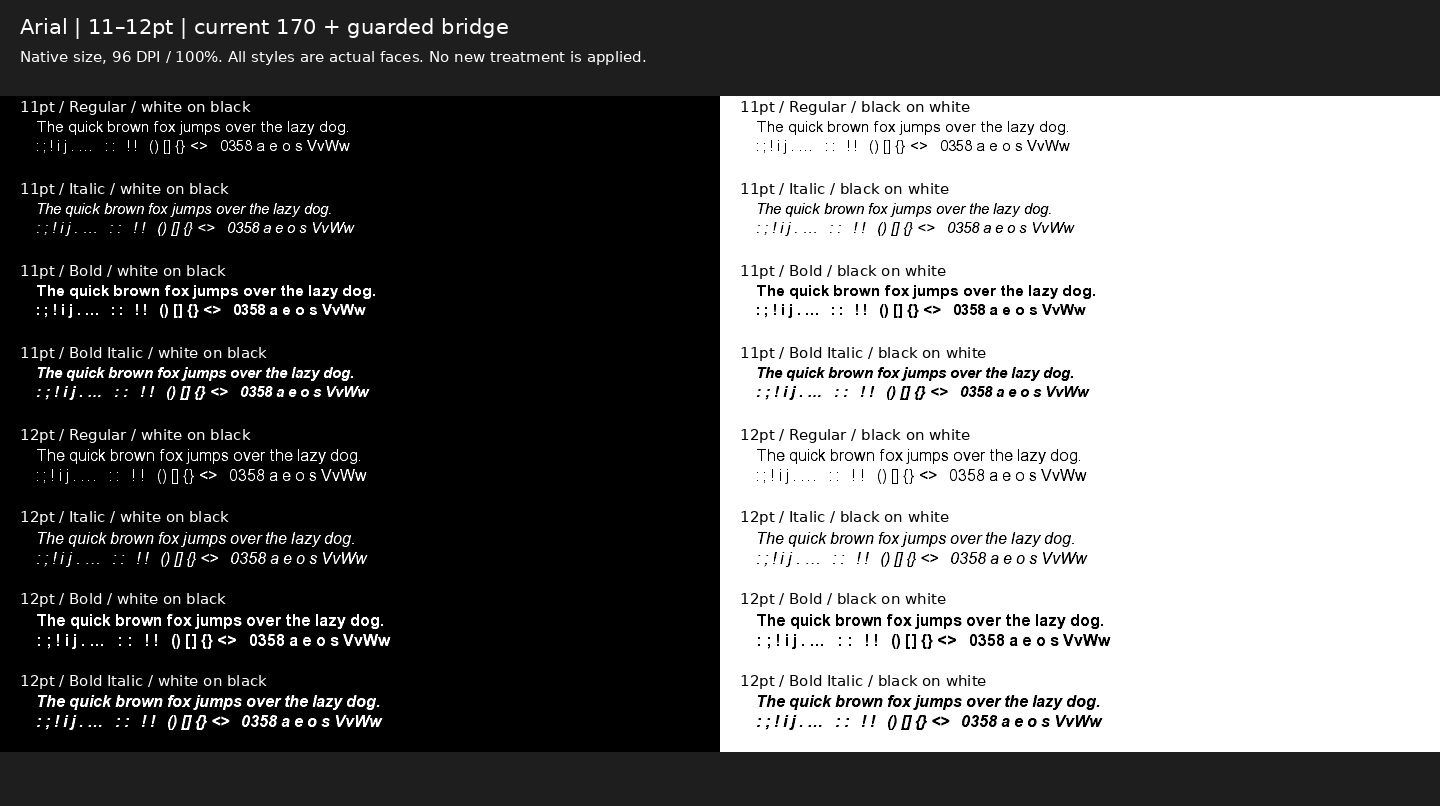 Arial | 11–12pt | current 170 + guarded bridge
Native size, 96 DPI / 100%. All styles are actual faces. No new treatment is applied.
11pt / Regular / white on black
The quick brown fox jumps over the lazy dog.
: ; ! i j . … : : ! ! () [] {} <> 0358 a e o s VvWw
11pt / Italic / white on black
The quick brown fox jumps over the lazy dog.
: ; ! i j . … : : ! ! () [] {} <> 0358 a e o s VvWw
11pt / Bold / white on black
The quick brown fox jumps over the lazy dog.
: ; ! i j . … : : ! ! () [] {} <> 0358 a e o s VvWw
11pt / Bold Italic / white on black
The quick brown fox jumps over the lazy dog.
: ; ! i j . … : : ! ! () [] {} <> 0358 a e o s VvWw
12pt / Regular / white on black
The quick brown fox jumps over the lazy dog.
: ; ! i j . … : : ! ! () [] {} <> 0358 a e o s VvWw
12pt / Italic / white on black
The quick brown fox jumps over the lazy dog.
: ; ! i j . … : : ! ! () [] {} <> 0358 a e o s VvWw
12pt / Bold / white on black
The quick brown fox jumps over the lazy dog.
: ; ! i j . … : : ! ! () [] {} <> 0358 a e o s VvWw
12pt / Bold Italic / white on black
The quick brown fox jumps over the lazy dog.
: ; ! i j . … : : ! ! () [] {} <> 0358 a e o s VvWw
11pt / Regular / black on white
The quick brown fox jumps over the lazy dog.
: ; ! i j . … : : ! ! () [] {} <> 0358 a e o s VvWw
11pt / Italic / black on white
The quick brown fox jumps over the lazy dog.
: ; ! i j . … : : ! ! () [] {} <> 0358 a e o s VvWw
11pt / Bold / black on white
The quick brown fox jumps over the lazy dog.
: ; ! i j . … : : ! ! () [] {} <> 0358 a e o s VvWw
11pt / Bold Italic / black on white
The quick brown fox jumps over the lazy dog.
: ; ! i j . … : : ! ! () [] {} <> 0358 a e o s VvWw
12pt / Regular / black on white
The quick brown fox jumps over the lazy dog.
: ; ! i j . … : : ! ! () [] {} <> 0358 a e o s VvWw
12pt / Italic / black on white
The quick brown fox jumps over the lazy dog.
: ; ! i j . … : : ! ! () [] {} <> 0358 a e o s VvWw
12pt / Bold / black on white
The quick brown fox jumps over the lazy dog.
: ; ! i j . … : : ! ! () [] {} <> 0358 a e o s VvWw
12pt / Bold Italic / black on white
The quick brown fox jumps over the lazy dog.
: ; ! i j . … : : ! ! () [] {} <> 0358 a e o s VvWw